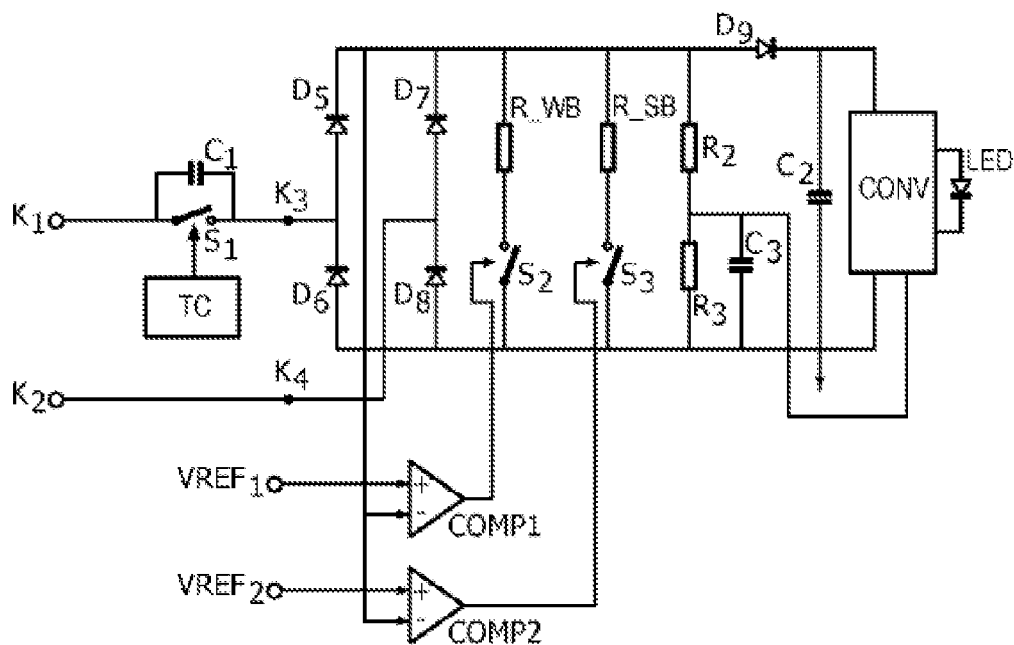 D9
D5
D7
R_WB
R_SB
C1
R2
C2
LED
CONV
K3
K1
S1
C3
S2
S3
D6
D8
TC
R3
K4
K2
VREF1
+
-
COMP1
VREF2
+
-
COMP2